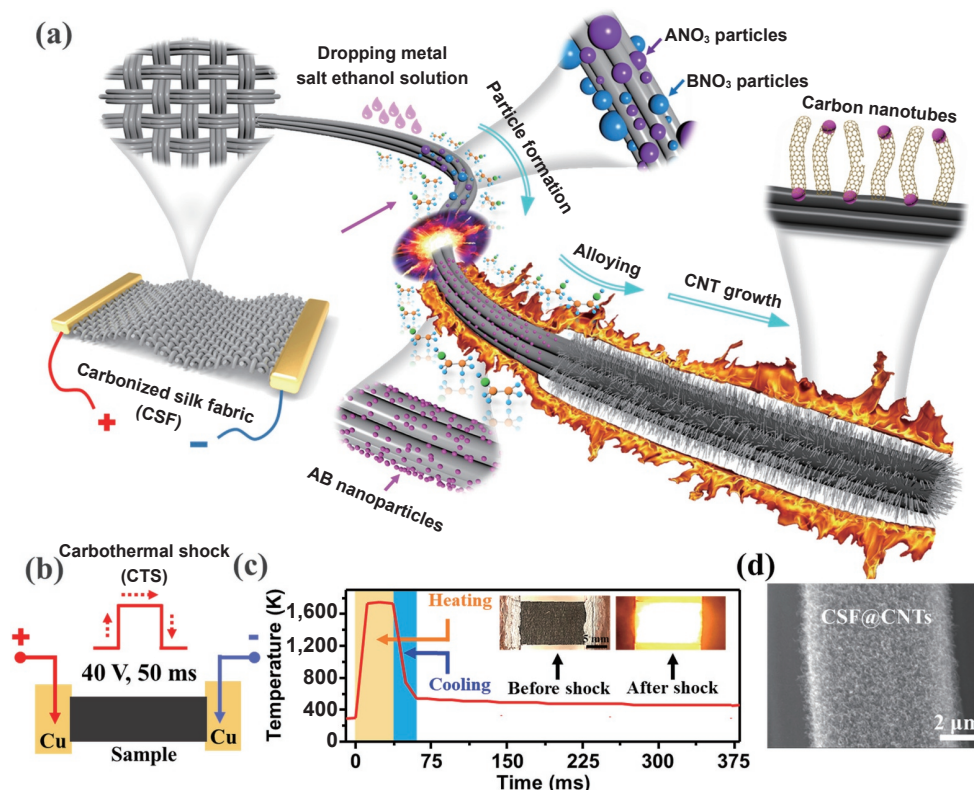 (a)
Dropping metal
salt ethanol solution
ANO₃ particles
BNO₃ particles
Particle formation
Carbon nanotubes
Alloying
CNT growth
Carbonized silk fabric
(CSF)
+
−
AB nanoparticles
(b)
Carbothermal shock
(CTS)
+
-
40 V, 50 ms
Cu
Cu
Sample
(c)
Temperature (K)
1,600
1,200
800
400
0
75
150
225
300
375
Time (ms)
Heating
Cooling
5 mm
Before shock
After shock
(d)
CSF@CNTs
2 μm